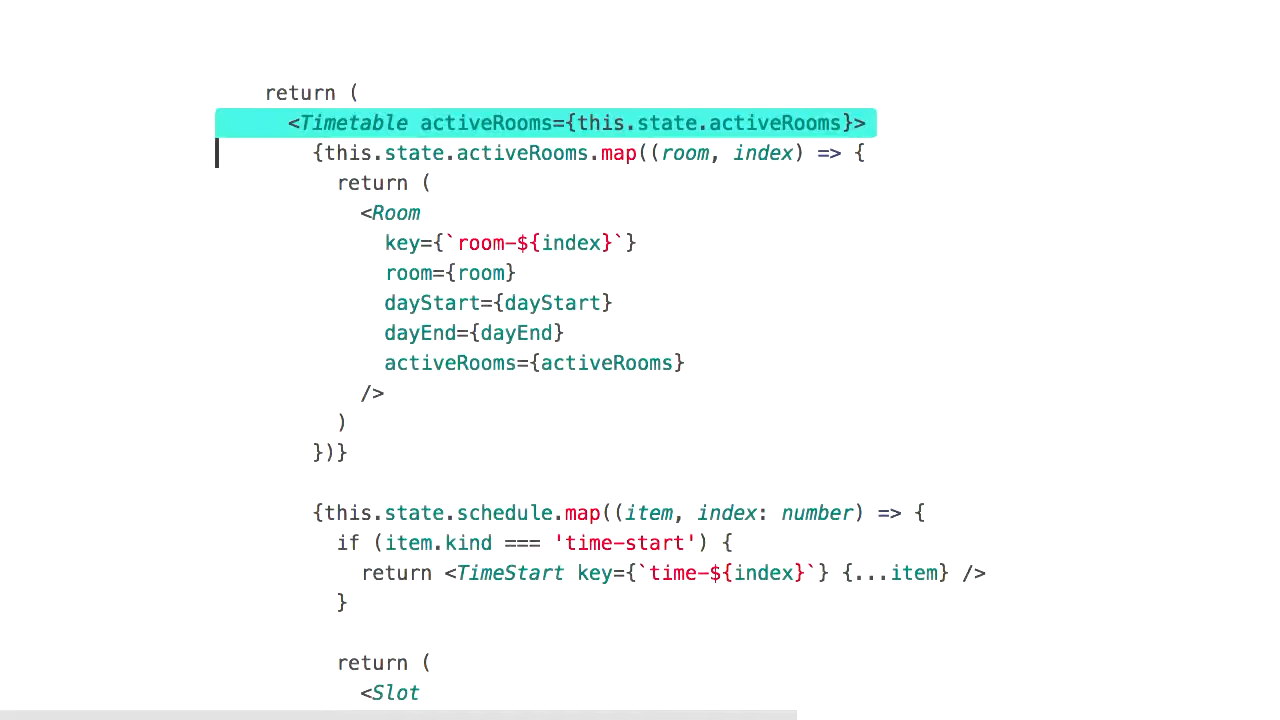 return (
<Timetable activeRooms={this.state.activeRooms}>
{this.state.activeRooms.map((room, index) => {
return (
<Room
key={`room-${index}`}
room={room}
dayStart={dayStart}
dayEnd={dayEnd}
activeRooms={activeRooms}
/>
)
})}
{this.state.schedule.map((item, index: number) => {
if (item.kind === 'time-start') {
return <TimeStart key={`time-${index}`} {...item} />
}
return (
<Slot